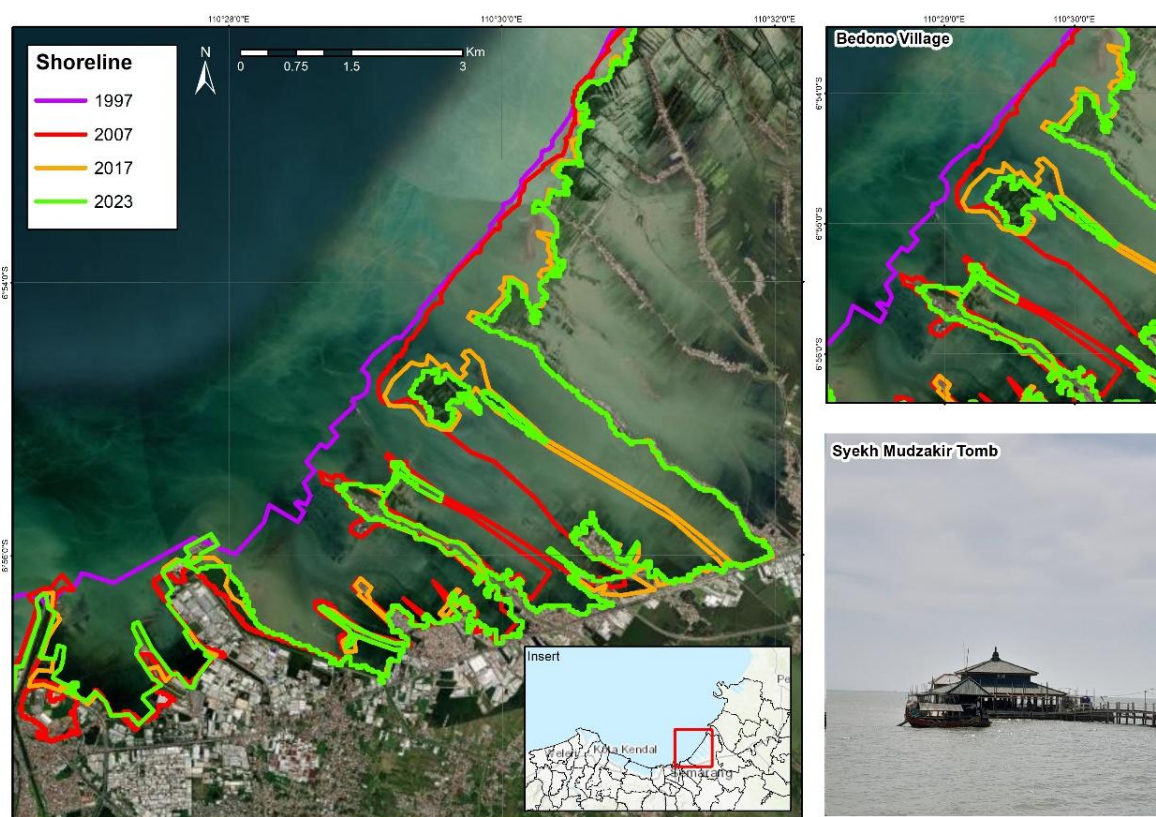 110°28'0"E 110°30'0"E 110°32'0"E
Shoreline
1997
2007
2017
2023
N
Km
0 0.75 1.5 3
6°54'0"S
6°56'0"S
Insert
Kota Kendal
Semarang
110°29'0"E 110°30'0"E
Bedono Village
6°54'0"S
6°55'0"S
6°56'0"S
Syekh Mudzakir Tomb